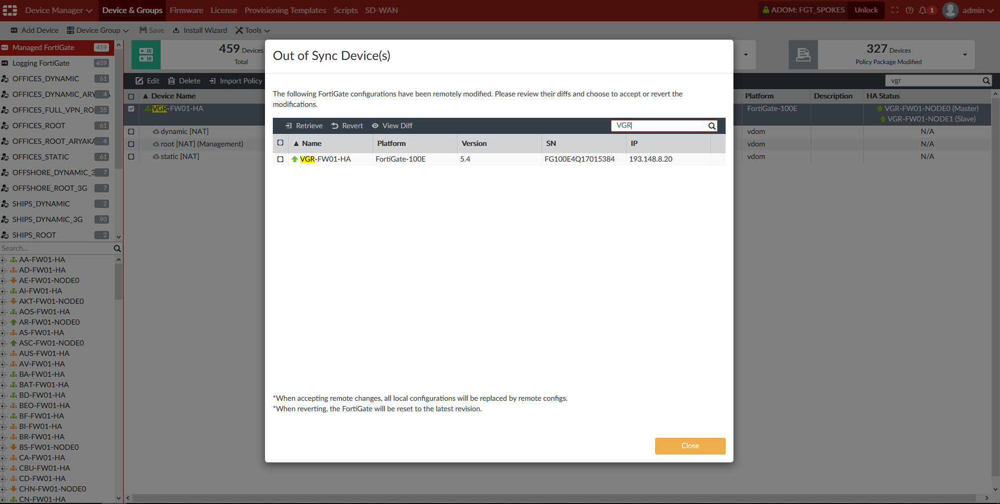 Device Manager Device & Groups Firmware License Provisioning Templates Scripts SD-WAN ADOM: FGT_SPOKES Unlock 1 admin
Add Device Device Group Save Install Wizard Tools
Managed FortiGate 459
Logging FortiGate 459
OFFICES_DYNAMIC 61
OFFICES_DYNAMIC_ARY 4
OFFICES_FULL_VPN_RO 35
OFFICES_ROOT 61
OFFICES_ROOT_ARYAKA 4
OFFICES_STATIC 61
OFFSHORE_DYNAMIC_3 7
OFFSHORE_ROOT_3G 7
SHIPS_DYNAMIC 2
SHIPS_DYNAMIC_3G 90
SHIPS_ROOT 2
Search...
AA-FW01-HA
AD-FW01-HA
AE-FW01-NODE0
AI-FW01-HA
AKT-FW01-NODE0
AOS-FW01-HA
AR-FW01-NODE0
AS-FW01-HA
ASC-FW01-NODE0
AUS-FW01-HA
AV-FW01-HA
BA-FW01-HA
BAT-FW01-HA
BD-FW01-HA
BEO-FW01-HA
BF-FW01-HA
BI-FW01-HA
BR-FW01-HA
BS-FW01-NODE0
CA-FW01-HA
CBU-FW01-HA
CD-FW01-HA
CHN-FW01-NODE0
CN-FW01-HA
459 Devices
Total
327 Devices
Policy Package Modified
Edit Delete Import Policy vgr
Device Name Platform Description HA Status
VGR-FW01-HA FortiGate-100E VGR-FW01-NODE0 (Master)
VGR-FW01-NODE1 (Slave)
dynamic [NAT] vdom N/A
root [NAT] (Management) vdom N/A
static [NAT] vdom N/A
Out of Sync Device(s)
The following FortiGate configurations have been remotely modified. Please review their diffs and choose to accept or revert the
modifications.
Retrieve Revert View Diff VGR
Name Platform Version SN IP
VGR-FW01-HA FortiGate-100E 5.4 FG100E4Q17015384 193.148.8.20
*When accepting remote changes, all local configurations will be replaced by remote configs.
*When reverting, the FortiGate will be reset to the latest revision.
Close